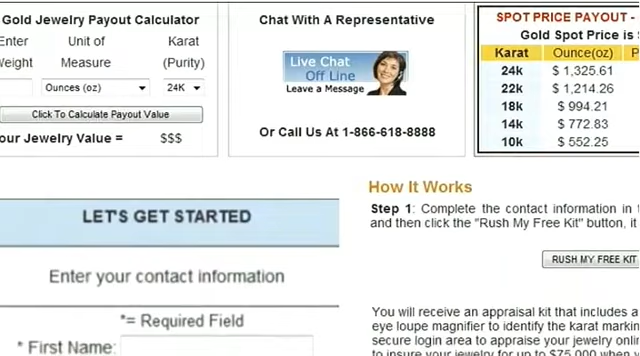 Gold Jewelry Payout Calculator
Enter Unit of Karat
Weight Measure (Purity)
Ounces (oz) 24K
Click To Calculate Payout Value
our Jewelry Value = $$$
Chat With A Representative
Live Chat
Off Line
Leave a Message
Or Call Us At 1-866-618-8888
SPOT PRICE PAYOUT -
Gold Spot Price is
Karat Ounce(oz)
24k $ 1,325.61
22k $ 1,214.26
18k $ 994.21
14k $ 772.83
10k $ 552.25
LET'S GET STARTED
Enter your contact information
*= Required Field
* First Name:
How It Works
Step 1: Complete the contact information in
and then click the "Rush My Free Kit" button, it
RUSH MY FREE KIT
You will receive an appraisal kit that includes a
eye loupe magnifier to identify the karat markin
secure login area to appraise your jewelry onli
to insure your jewelry for up to $75,000 when